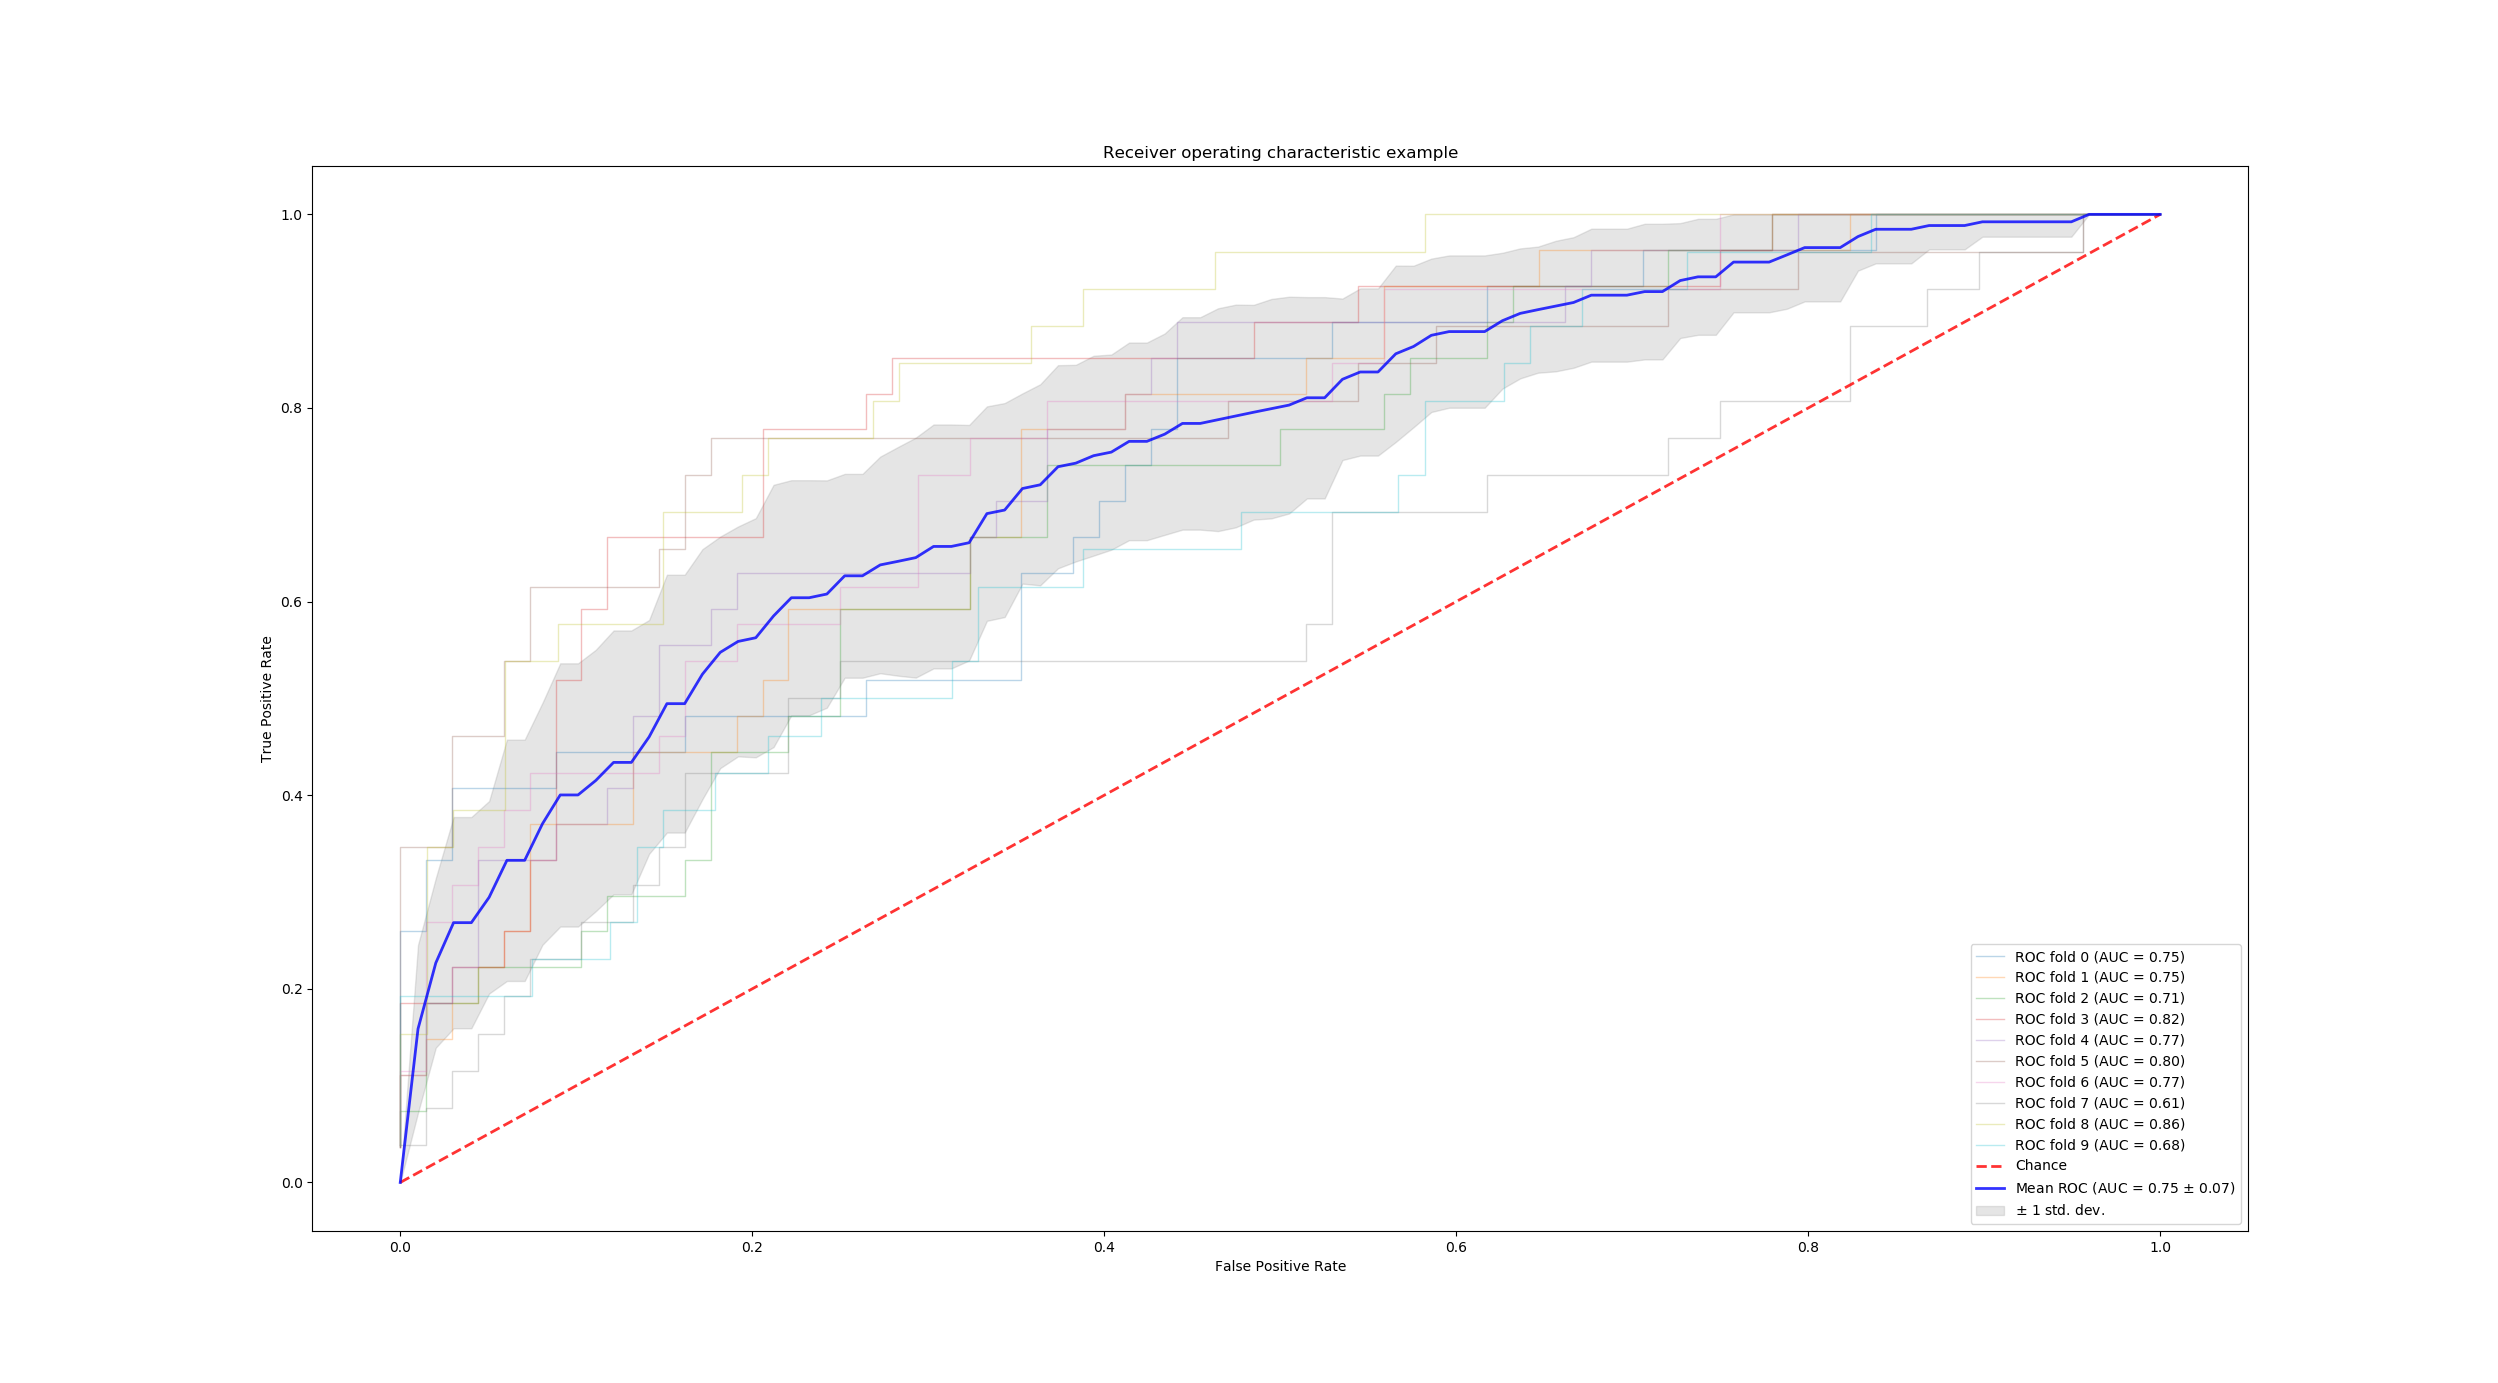 Receiver operating characteristic example
1.0
0.8
0.6
0.4
0.2
0.0
True Positive Rate
0.0 0.2 0.4 0.6 0.8 1.0
False Positive Rate
ROC fold 0 (AUC = 0.75)
ROC fold 1 (AUC = 0.75)
ROC fold 2 (AUC = 0.71)
ROC fold 3 (AUC = 0.82)
ROC fold 4 (AUC = 0.77)
ROC fold 5 (AUC = 0.80)
ROC fold 6 (AUC = 0.77)
ROC fold 7 (AUC = 0.61)
ROC fold 8 (AUC = 0.86)
ROC fold 9 (AUC = 0.68)
Chance
Mean ROC (AUC = 0.75 ± 0.07)
± 1 std. dev.